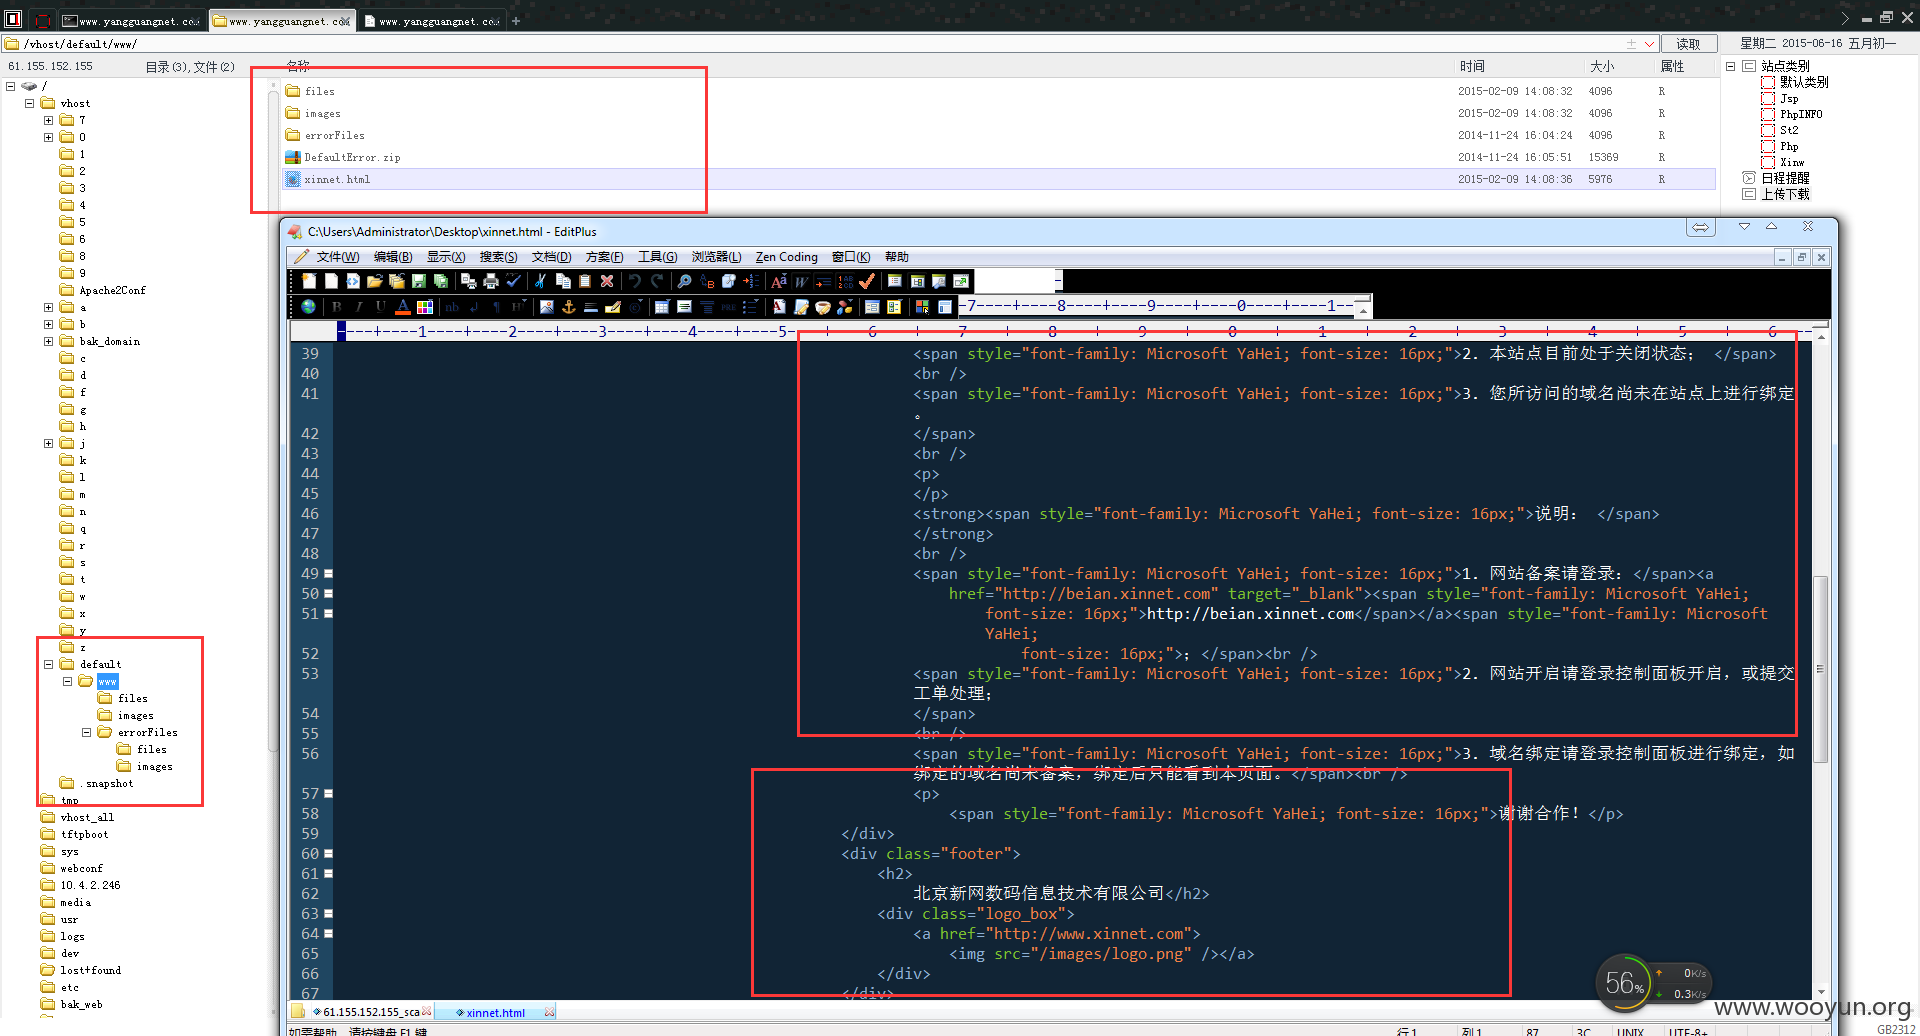 www.yangguangnet.co.
www.yangguangnet.co
www.yangguangnet.co.
/vhost/default/www/
读取
星期二 2015-06-16 五月初一
61.155.152.155
目录(3),文件(2)
名称
时间
大小
属性
files
2015-02-09 14:08:32
4096
R
images
2015-02-09 14:08:32
4096
R
errorFiles
2014-11-24 16:04:24
4096
R
DefaultError.zip
2014-11-24 16:05:51
15369
R
xinnet.html
2015-02-09 14:08:36
5976
R
站点类别
默认类别
Jsp
PhpINFO
St2
Php
Xinw
日程提醒
上传下载
/
vhost
7
0
1
2
3
4
5
6
8
9
Apache2Conf
a
b
bak_domain
c
d
f
g
h
j
k
l
m
n
q
r
s
t
w
x
y
z
default
www
files
images
errorFiles
files
images
.snapshot
tmp
vhost_all
tftpboot
sys
webconf
10.4.2.246
media
usr
logs
dev
lost+found
etc
bak_web
C:\Users\Administrator\Desktop\xinnet.html - EditPlus
文件(W) 编辑(B) 显示(X) 搜索(S) 文档(D) 方案(F) 工具(G) 浏览器(L) Zen Coding 窗口(K) 帮助
-7----+----8----+----9----+----0----+----1--
----+----1----+----2----+----3----+----4----+----5----+----6----+----7----+----8----+----9----+----0----+----1----+----2----+----3----+----4----+----5----+----6--
39 <span style="font-family: Microsoft YaHei; font-size: 16px;">2. 本站点目前处于关闭状态； </span>
40 <br />
41 <span style="font-family: Microsoft YaHei; font-size: 16px;">3. 您所访问的域名尚未在站点上进行绑定
。
42 </span>
43 <br />
44 <p>
45 </p>
46 <strong><span style="font-family: Microsoft YaHei; font-size: 16px;">说明： </span>
47 </strong>
48 <br />
49 <span style="font-family: Microsoft YaHei; font-size: 16px;">1. 网站备案请登录：</span><a
50 href="http://beian.xinnet.com" target="_blank"><span style="font-family: Microsoft YaHei;
51 font-size: 16px;">http://beian.xinnet.com</span></a><span style="font-family: Microsoft
YaHei;
52 font-size: 16px;">；</span><br />
53 <span style="font-family: Microsoft YaHei; font-size: 16px;">2. 网站开启请登录控制面板开启，或提交
工单处理；
54 </span>
55 <br />
56 <span style="font-family: Microsoft YaHei; font-size: 16px;">3. 域名绑定请登录控制面板进行绑定，如
绑定的域名尚未备案，绑定后只能看到本页面。</span><br />
57 <p>
58 <span style="font-family: Microsoft YaHei; font-size: 16px;">谢谢合作！</p>
59 </div>
60 <div class="footer">
61 <h2>
62 北京新网数码信息技术有限公司</h2>
63 <div class="logo_box">
64 <a href="http://www.xinnet.com">
65 <img src="/images/logo.png" /></a>
66 </div>
67 </div>
61.155.152.155_sca
xinnet.html
56%
0K/s
0.3K/s
www.wooyun.org
如需帮助，请按键盘 F1 键
行 1
列 1
87
3C
UNIX
UTF-8+
GB2312